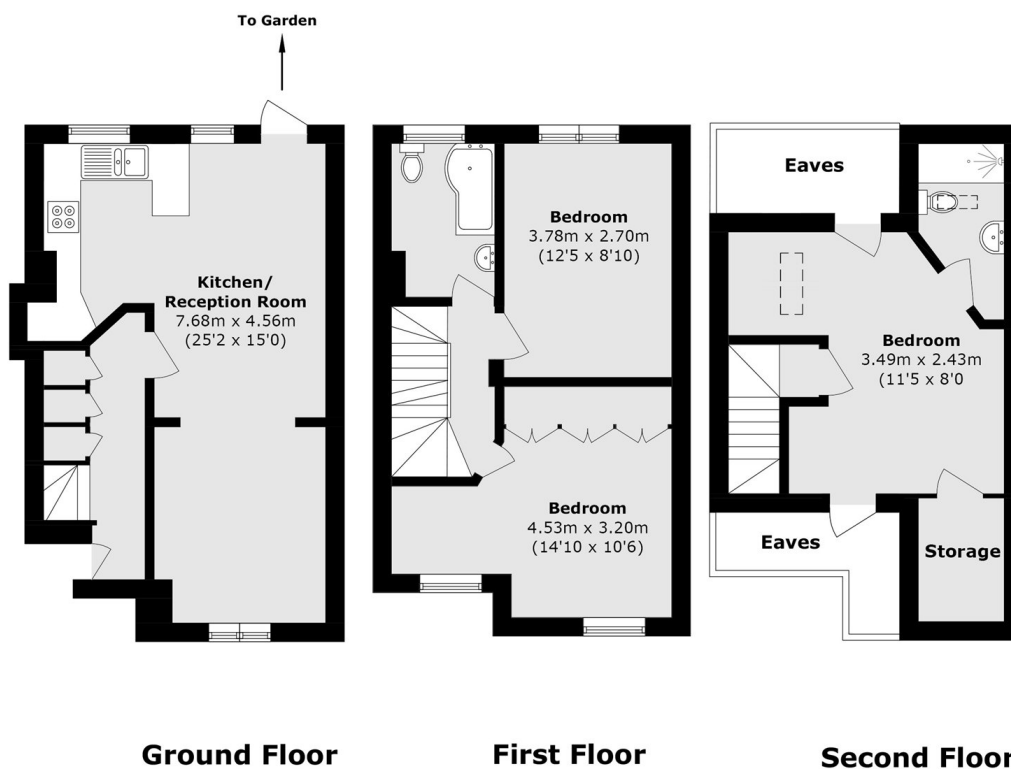 To Garden
Kitchen/
Reception Room
7.68m x 4.56m
(25'2 x 15'0)
Bedroom
3.78m x 2.70m
(12'5 x 8'10)
Bedroom
4.53m x 3.20m
(14'10 x 10'6)
Eaves
Bedroom
3.49m x 2.43m
(11'5 x 8'0
Eaves
Storage
Ground Floor
First Floor
Second Floor